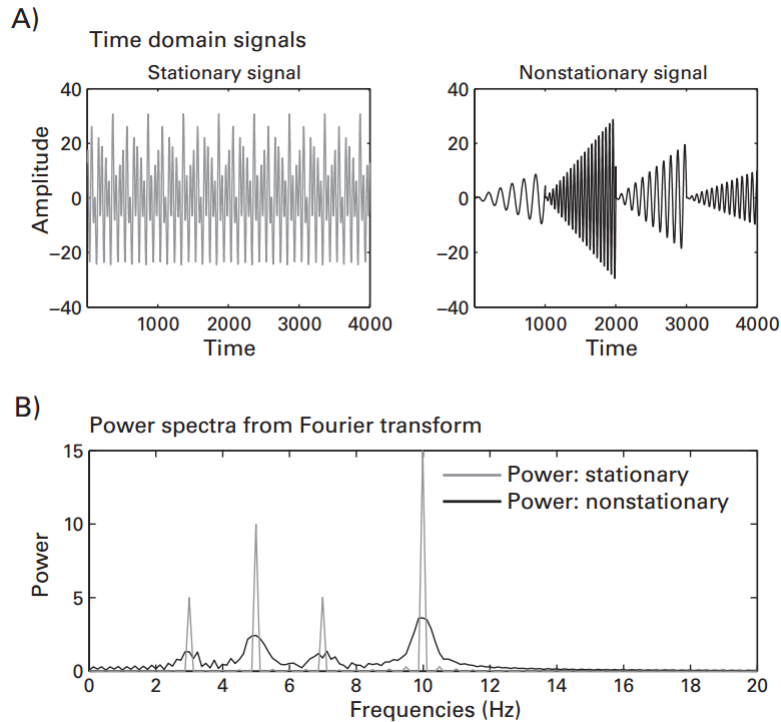 A)
Time domain signals
Stationary signal
Nonstationary signal
40
20
0
−20
−40
Amplitude
1000 2000 3000 4000
Time
40
20
0
−20
−40
1000 2000 3000 4000
Time
B)
Power spectra from Fourier transform
15
10
5
0
Power
Power: stationary
Power: nonstationary
0 2 4 6 8 10 12 14 16 18 20
Frequencies (Hz)